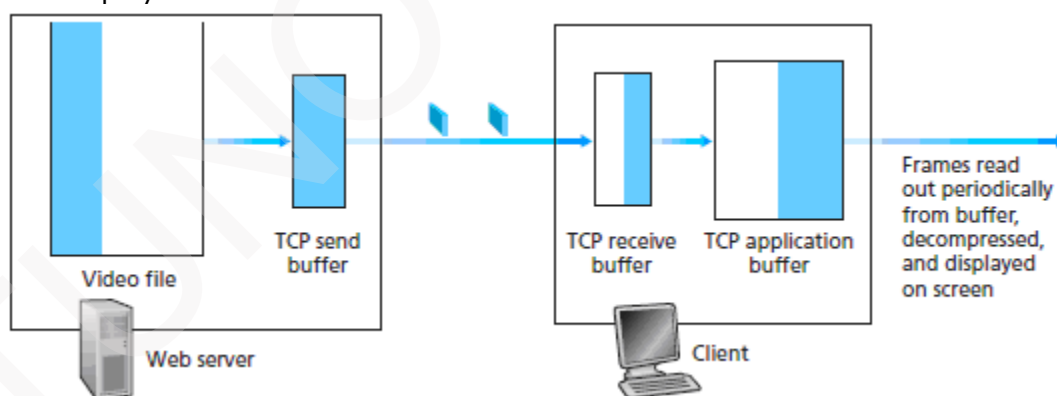 TCP send
buffer
Video file
Web server
TCP receive
buffer
TCP application
buffer
Client
Frames read
out periodically
from buffer,
decompressed,
and displayed
on screen